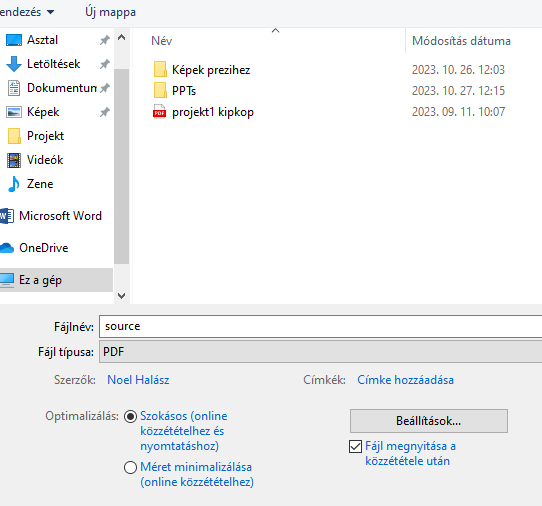 endezés Új mappa
Asztal
Letöltések
Dokumentum
Képek
Projekt
Videók
Zene
Microsoft Word
OneDrive
Ez a gép
Név Módosítás dátuma
Képek prezihez 2023. 10. 26. 12:03
PPTs 2023. 10. 27. 12:15
projekt1 kipkop 2023. 09. 11. 10:07
Fájlnév: source
Fájl típusa: PDF
Szerzők: Noel Halász Címkék: Címke hozzáadása
Optimalizálás: Szokásos (online
közzétételhez és
nyomtatáshoz)
Méret minimalizálása
(online közzétételhez)
Beállítások...
Fájl megnyitása a
közzététele után